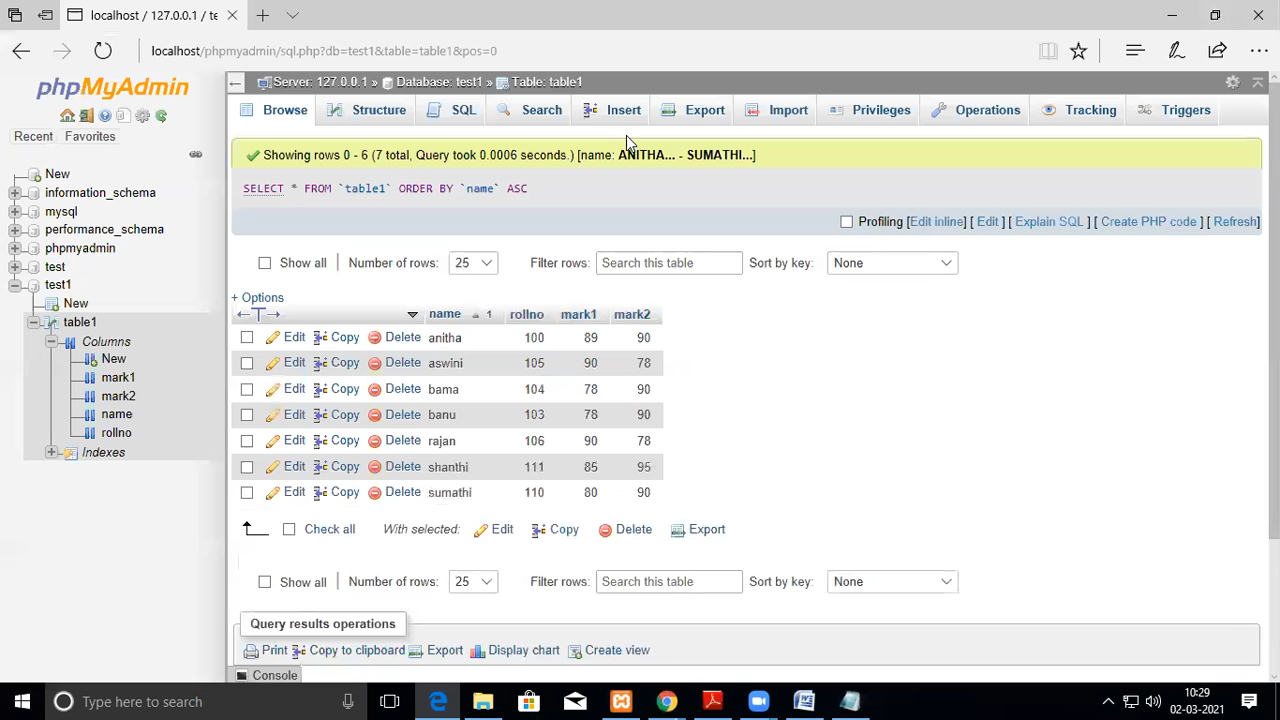 localhost / 127.0.0.1 / te
localhost/phpmyadmin/sql.php?db=test1&table=table1&pos=0
phpMyAdmin
Recent Favorites
New
information_schema
mysql
performance_schema
phpmyadmin
test
test1
New
table1
Columns
New
mark1
mark2
name
rollno
Indexes
Server: 127.0.0.1 » Database: test1 » Table: table1
Browse Structure SQL Search Insert Export Import Privileges Operations Tracking Triggers
Showing rows 0 - 6 (7 total, Query took 0.0006 seconds.) [name: ANITHA... - SUMATHI...]
SELECT * FROM `table1` ORDER BY `name` ASC
Profiling [Edit inline] [ Edit ] [ Explain SQL ] [ Create PHP code ] [ Refresh]
Show all Number of rows: 25 Filter rows: Search this table Sort by key: None
+ Options
name 1 rollno mark1 mark2
Edit Copy Delete anitha 100 89 90
Edit Copy Delete aswini 105 90 78
Edit Copy Delete bama 104 78 90
Edit Copy Delete banu 103 78 90
Edit Copy Delete rajan 106 90 78
Edit Copy Delete shanthi 111 85 95
Edit Copy Delete sumathi 110 80 90
Check all With selected: Edit Copy Delete Export
Show all Number of rows: 25 Filter rows: Search this table Sort by key: None
Query results operations
Print Copy to clipboard Export Display chart Create view
Console
Type here to search
10:29
02-03-2021